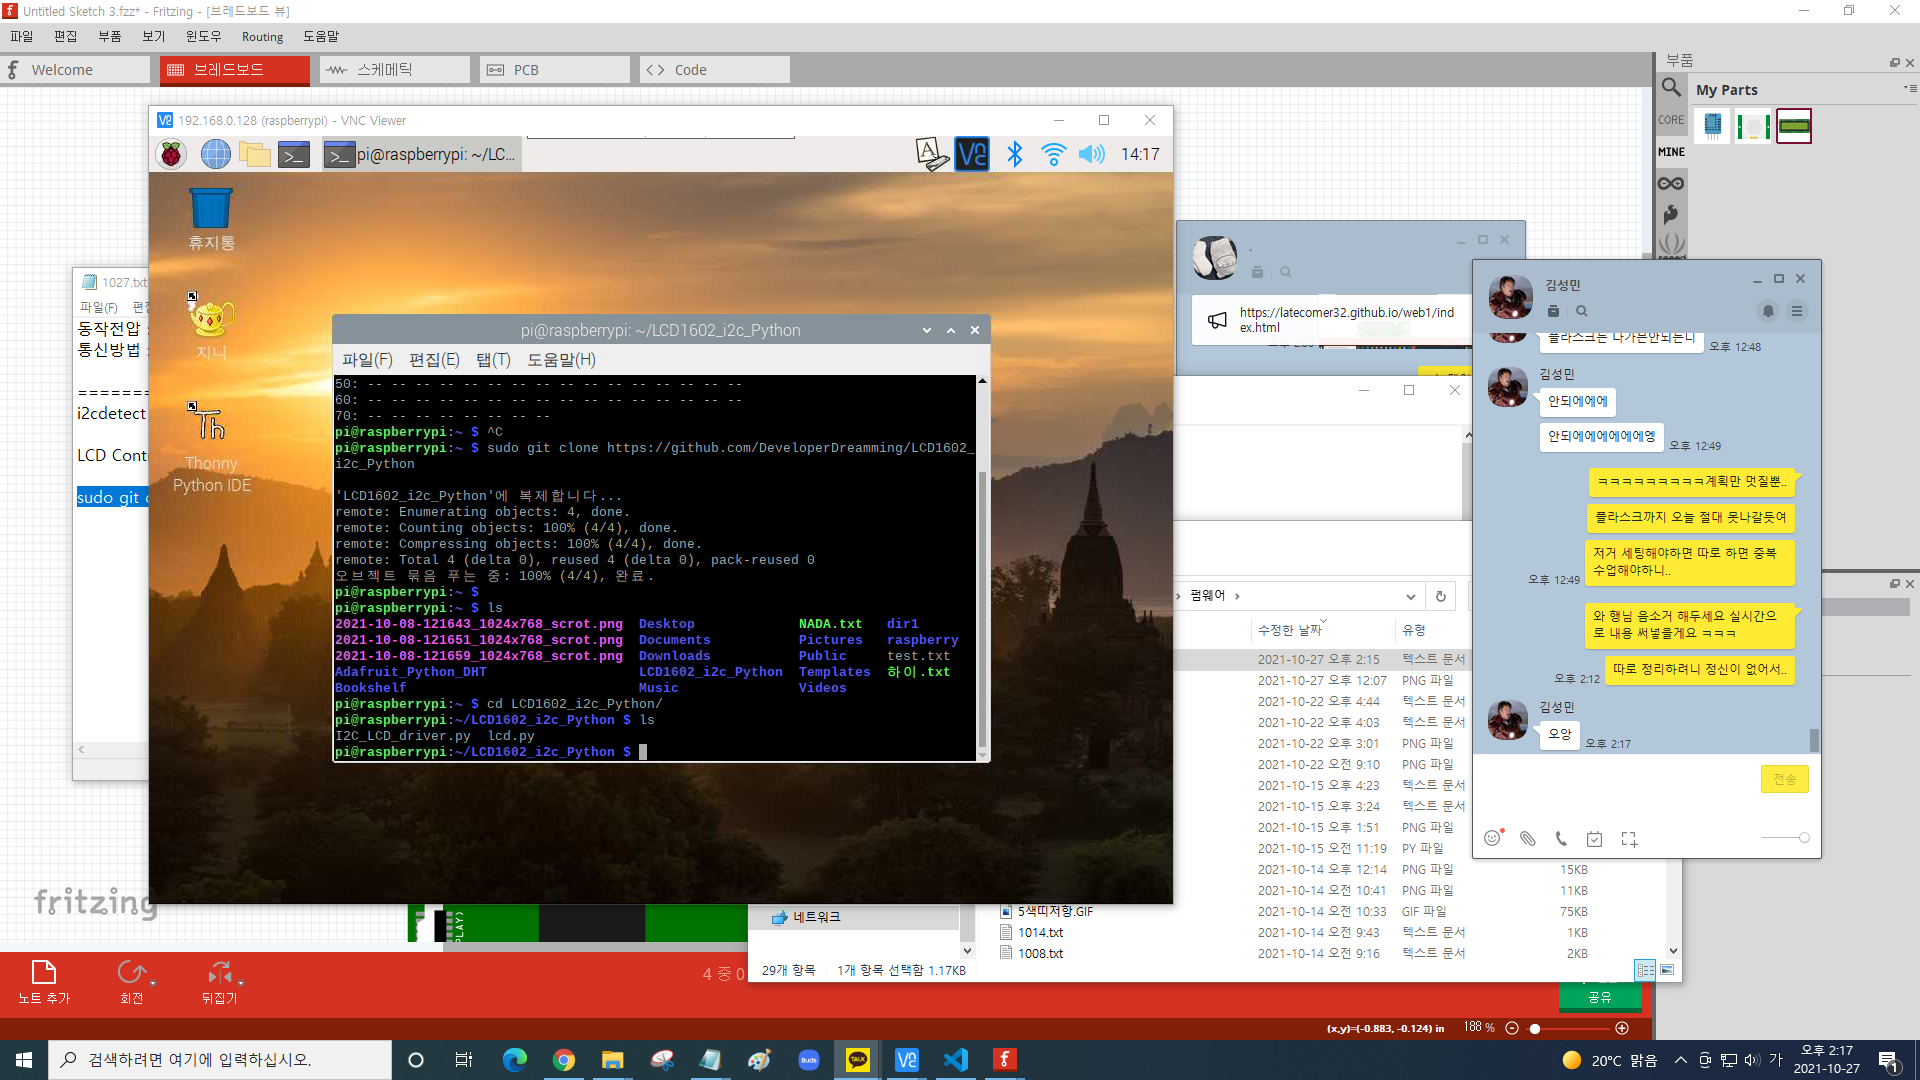 Untitled Sketch 3.fzz* - Fritzing - [브레드보드 뷰]
파일 편집 부품 보기 윈도우 Routing 도움말
Welcome 브레드보드 스케메틱 PCB Code
부품
My Parts
CORE
MINE
192.168.0.128 (raspberrypi) - VNC Viewer
pi@raspberrypi: ~/LC... 14:17
휴지통
지니
Thonny
Python IDE
1027.txt
파일(F) 편집
동작전압 :
통신방법 :
========
i2cdetect
LCD Cont
sudo git c
pi@raspberrypi: ~/LCD1602_i2c_Python
파일(F) 편집(E) 탭(T) 도움말(H)
50: -- -- -- -- -- -- -- -- -- -- -- -- -- -- -- --
60: -- -- -- -- -- -- -- -- -- -- -- -- -- -- -- --
70: -- -- -- -- -- -- -- --
pi@raspberrypi:~ $ ^C
pi@raspberrypi:~ $ sudo git clone https://github.com/DeveloperDreamming/LCD1602_
i2c_Python
'LCD1602_i2c_Python'에 복제합니다...
remote: Enumerating objects: 4, done.
remote: Counting objects: 100% (4/4), done.
remote: Compressing objects: 100% (4/4), done.
remote: Total 4 (delta 0), reused 4 (delta 0), pack-reused 0
오브젝트 묶음 푸는 중: 100% (4/4), 완료.
pi@raspberrypi:~ $
pi@raspberrypi:~ $ ls
2021-10-08-121643_1024x768_scrot.png Desktop NADA.txt dir1
2021-10-08-121651_1024x768_scrot.png Documents Pictures raspberry
2021-10-08-121659_1024x768_scrot.png Downloads Public test.txt
Adafruit_Python_DHT LCD1602_i2c_Python Templates 하이.txt
Bookshelf Music Videos
pi@raspberrypi:~ $ cd LCD1602_i2c_Python/
pi@raspberrypi:~/LCD1602_i2c_Python $ ls
I2C_LCD_driver.py lcd.py
pi@raspberrypi:~/LCD1602_i2c_Python $
https://latecomer32.github.io/web1/ind
ex.html
김성민
플라스크는 나가는안되는니 오후 12:48
김성민
안되에에에
안되에에에에에에엥 오후 12:49
ㅋㅋㅋㅋㅋㅋㅋㅋㅋ계획만 멋질뿐..
플라스크까지 오늘 절대 못나갈듯여
저거 세팅해야하면 따로 하면 중복
수업해야하니..
오후 12:49
와 행님 음소거 해두세요 실시간으
로 내용 써넣을게요 ㅋㅋㅋ
따로 정리하려니 정신이 없어서..
오후 2:12
김성민
오앙 오후 2:17
전송
펌웨어
수정한 날짜 유형
2021-10-27 오후 2:15 텍스트 문서
2021-10-27 오후 12:07 PNG 파일
2021-10-22 오후 4:44 텍스트 문서
2021-10-22 오후 4:03 텍스트 문서
2021-10-22 오후 3:01 PNG 파일
2021-10-22 오전 9:10 PNG 파일
2021-10-15 오후 4:23 텍스트 문서
2021-10-15 오후 3:24 텍스트 문서
2021-10-15 오후 1:51 PNG 파일
2021-10-15 오전 11:19 PY 파일
2021-10-14 오후 12:14 PNG 파일 15KB
2021-10-14 오전 10:41 PNG 파일 11KB
5색띠저항.GIF 2021-10-14 오전 10:33 GIF 파일 75KB
1014.txt 2021-10-14 오전 9:43 텍스트 문서 1KB
1008.txt 2021-10-14 오전 9:16 텍스트 문서 2KB
네트워크
29개 항목 1개 항목 선택함 1.17KB
fritzing
PLAY)
노트 추가 회전 뒤집기
4 중 0
공유
(x,y)=(-0.883, -0.124) in 188 %
검색하려면 여기에 입력하십시오.
Buds
TALK
20°C 맑음
가
오후 2:17
2021-10-27
1